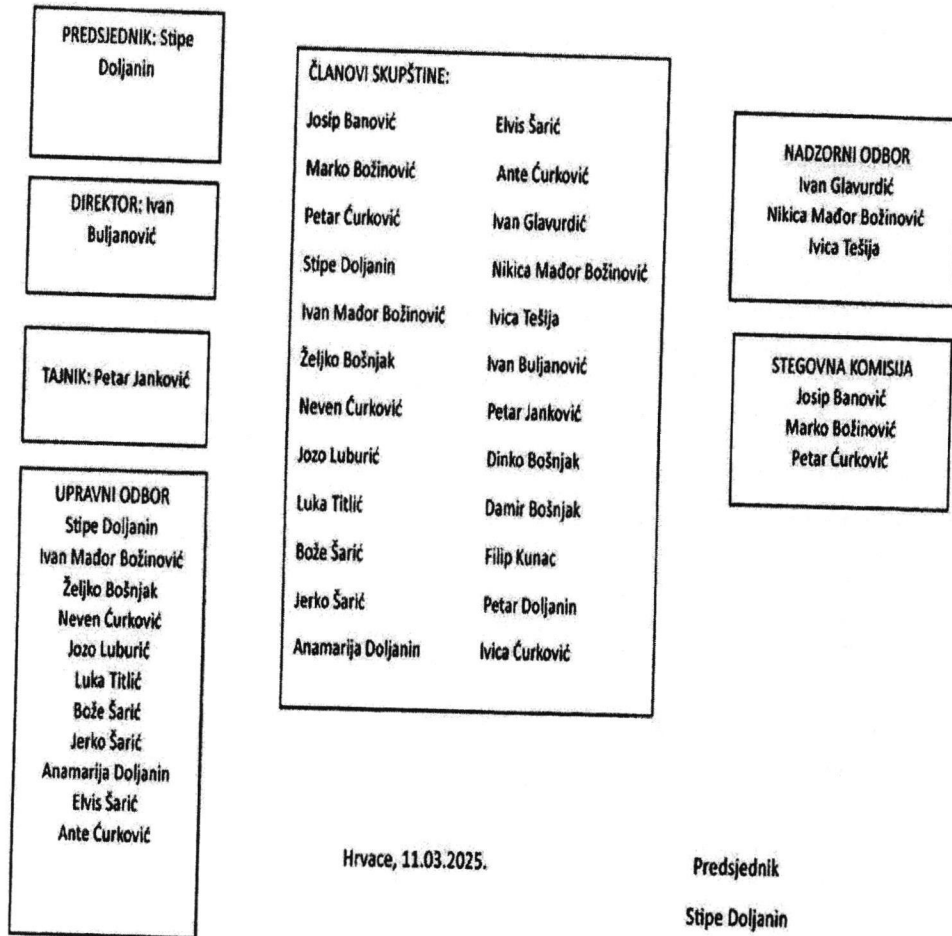 PREDSJEDNIK: Stipe
Doljanin
DIREKTOR: Ivan
Buljanović
TAJNIK: Petar Janković
UPRAVNI ODBOR
Stipe Doljanin
Ivan Mađor Božinović
Željko Bošnjak
Neven Ćurković
Jozo Luburić
Luka Titlić
Bože Šarić
Jerko Šarić
Anamarija Doljanin
Elvis Šarić
Ante Ćurković
ČLANOVI SKUPŠTINE:
Josip Banović Elvis Šarić
Marko Božinović Ante Ćurković
Petar Ćurković Ivan Glavurdić
Stipe Doljanin Nikica Mađor Božinović
Ivan Mađor Božinović Ivica Tešija
Željko Bošnjak Ivan Buljanović
Neven Ćurković Petar Janković
Jozo Luburić Dinko Bošnjak
Luka Titlić Damir Bošnjak
Bože Šarić Filip Kunac
Jerko Šarić Petar Doljanin
Anamarija Doljanin Ivica Ćurković
NADZORNI ODBOR
Ivan Glavurdić
Nikica Mađor Božinović
Ivica Tešija
STEGOVNA KOMISIJA
Josip Banović
Marko Božinović
Petar Ćurković
Hrvace, 11.03.2025.
Predsjednik
Stipe Doljanin